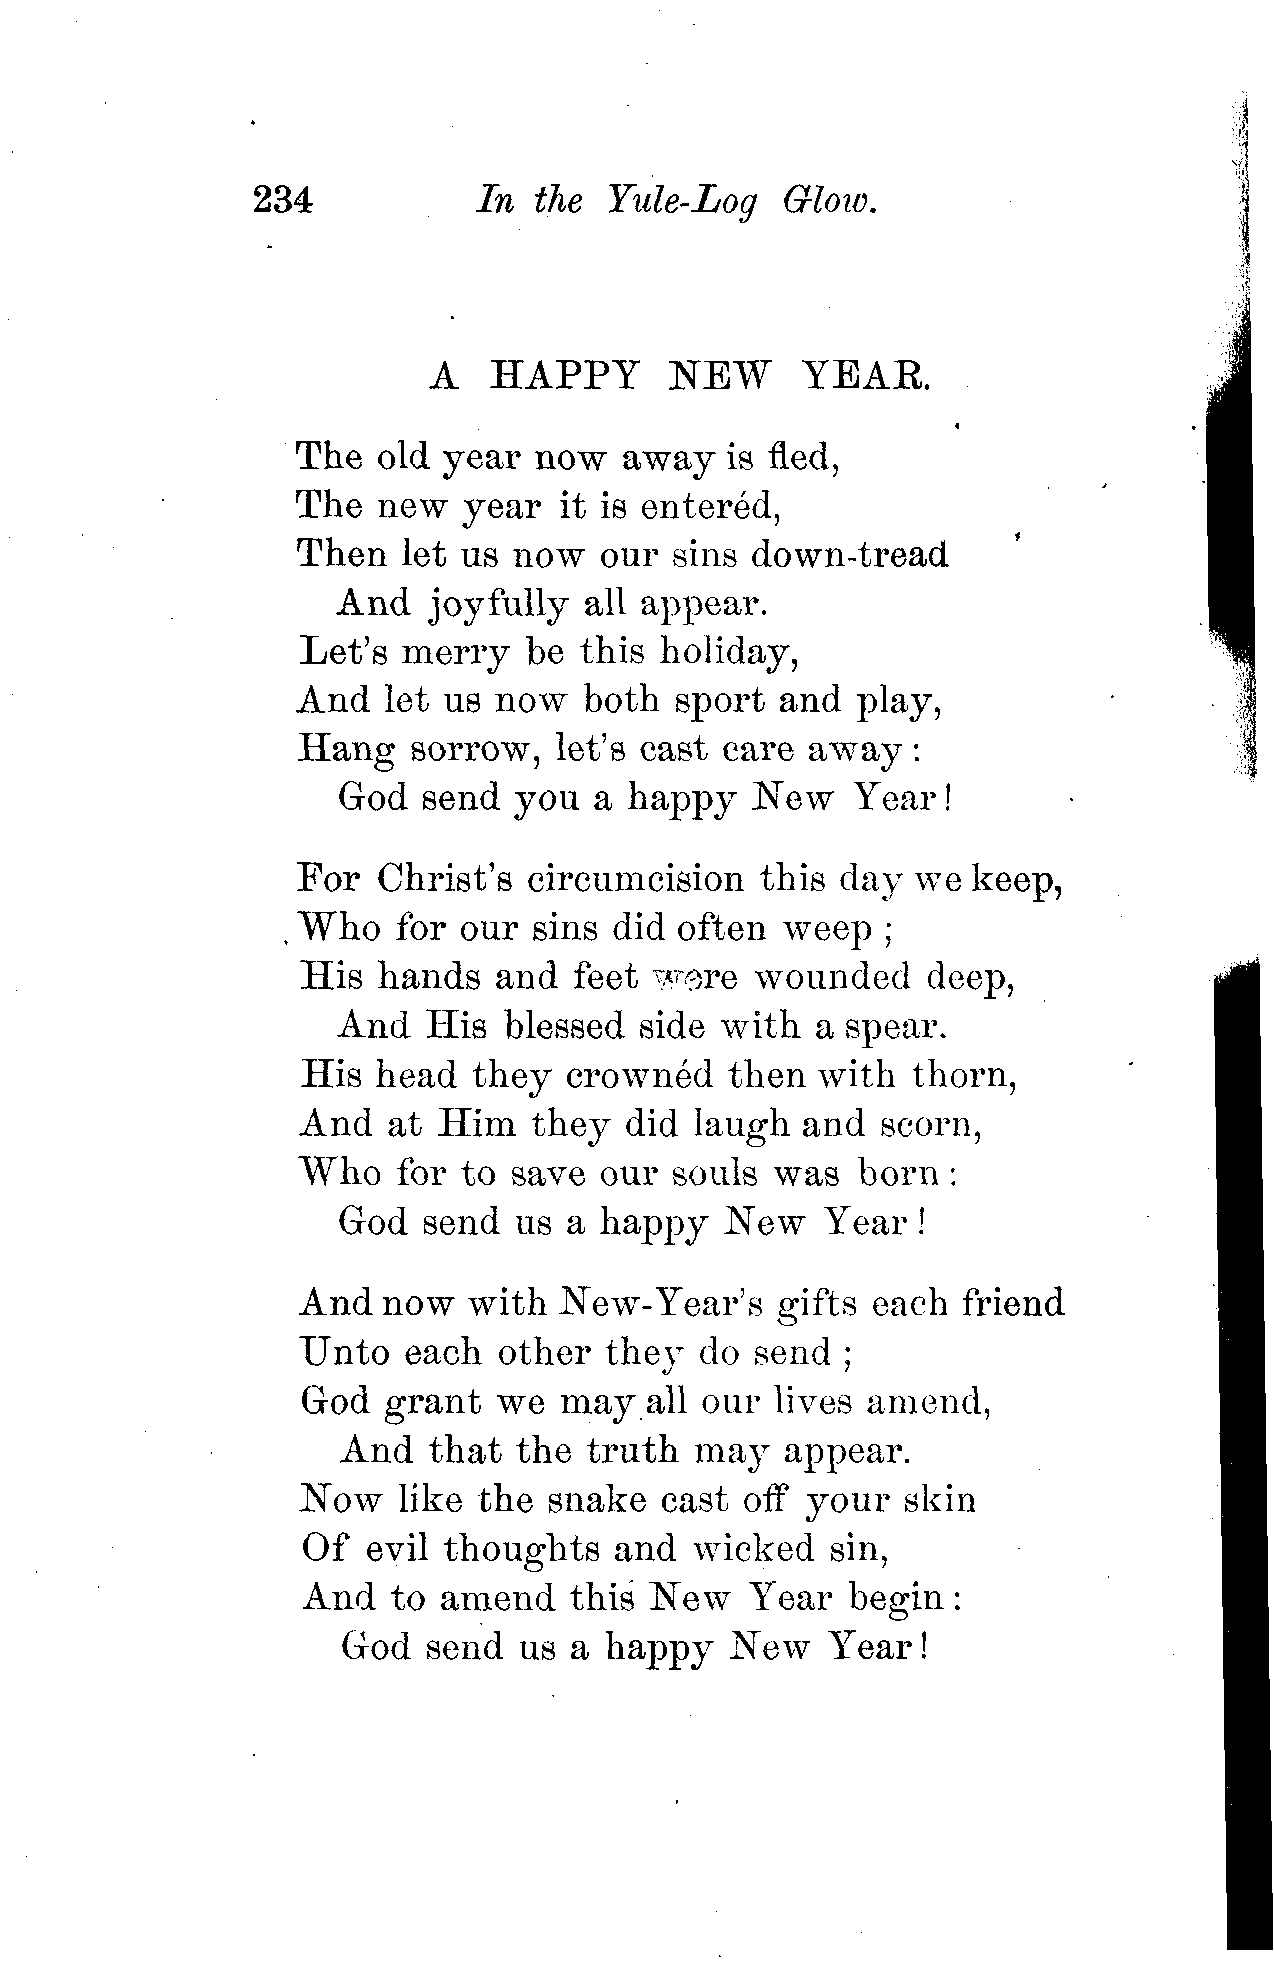 234 In the Yule-Log Glow.
A HAPPY NEW YEAR.
The old year now away is fled,
The new year it is enteréd,
Then let us now our sins down-tread
And joyfully all appear.
Let's merry be this holiday,
And let us now both sport and play,
Hang sorrow, let's cast care away :
God send you a happy New Year!
For Christ's circumcision this day we keep,
Who for our sins did often weep ;
His hands and feet were wounded deep,
And His blessed side with a spear.
His head they crownéd then with thorn,
And at Him they did laugh and scorn,
Who for to save our souls was born :
God send us a happy New Year !
And now with New-Year's gifts each friend
Unto each other they do send ;
God grant we may all our lives amend,
And that the truth may appear.
Now like the snake cast off your skin
Of evil thoughts and wicked sin,
And to amend this New Year begin :
God send us a happy New Year!